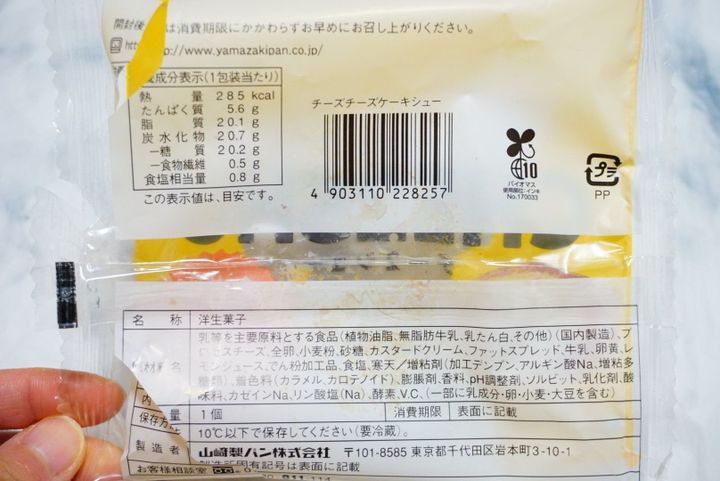 開封後 は消費期限にかかわらずお早めにお召し上がりください。
http://www.yamazakipan.co.jp/
成分表示(1包装当たり)
熱量 285 kcal
たんぱく質 5.6 g
脂質 20.1 g
炭水化物 20.7 g
―糖質 20.2 g
―食物繊維 0.5 g
食塩相当量 0.8 g
この表示値は、目安です。
チーズチーズケーキシュー
4 903110 228257
10
バイオマス
使用部位:インキ
No.170033
プラ
PP
名称 洋生菓子
乳等を主要原料とする食品(植物油脂、無脂肪牛乳、乳たん白、その他)(国内製造)、プ
ロセスチーズ、全卵、小麦粉、砂糖、カスタードクリーム、ファットスプレッド、牛乳、卵黄、レ
モンジュース、でん粉加工品、食塩、寒天/増粘剤(加工デンプン、アルギン酸Na、増粘多
糖類)、着色料(カラメル、カロテノイド)、膨脹剤、香料、pH調整剤、ソルビット、乳化剤、酸
味料、カゼインNa、リン酸塩(Na)、酵素、V.C、(一部に乳成分・卵・小麦・大豆を含む)
内 量 1個 消費期限 表面に記載
保存方法 10℃以下で保存してください(要冷蔵)。
製造者 山崎製パン株式会社 〒101-8585 東京都千代田区岩本町3-10-1
製造所固有記号は表面に記載
お客様相談室